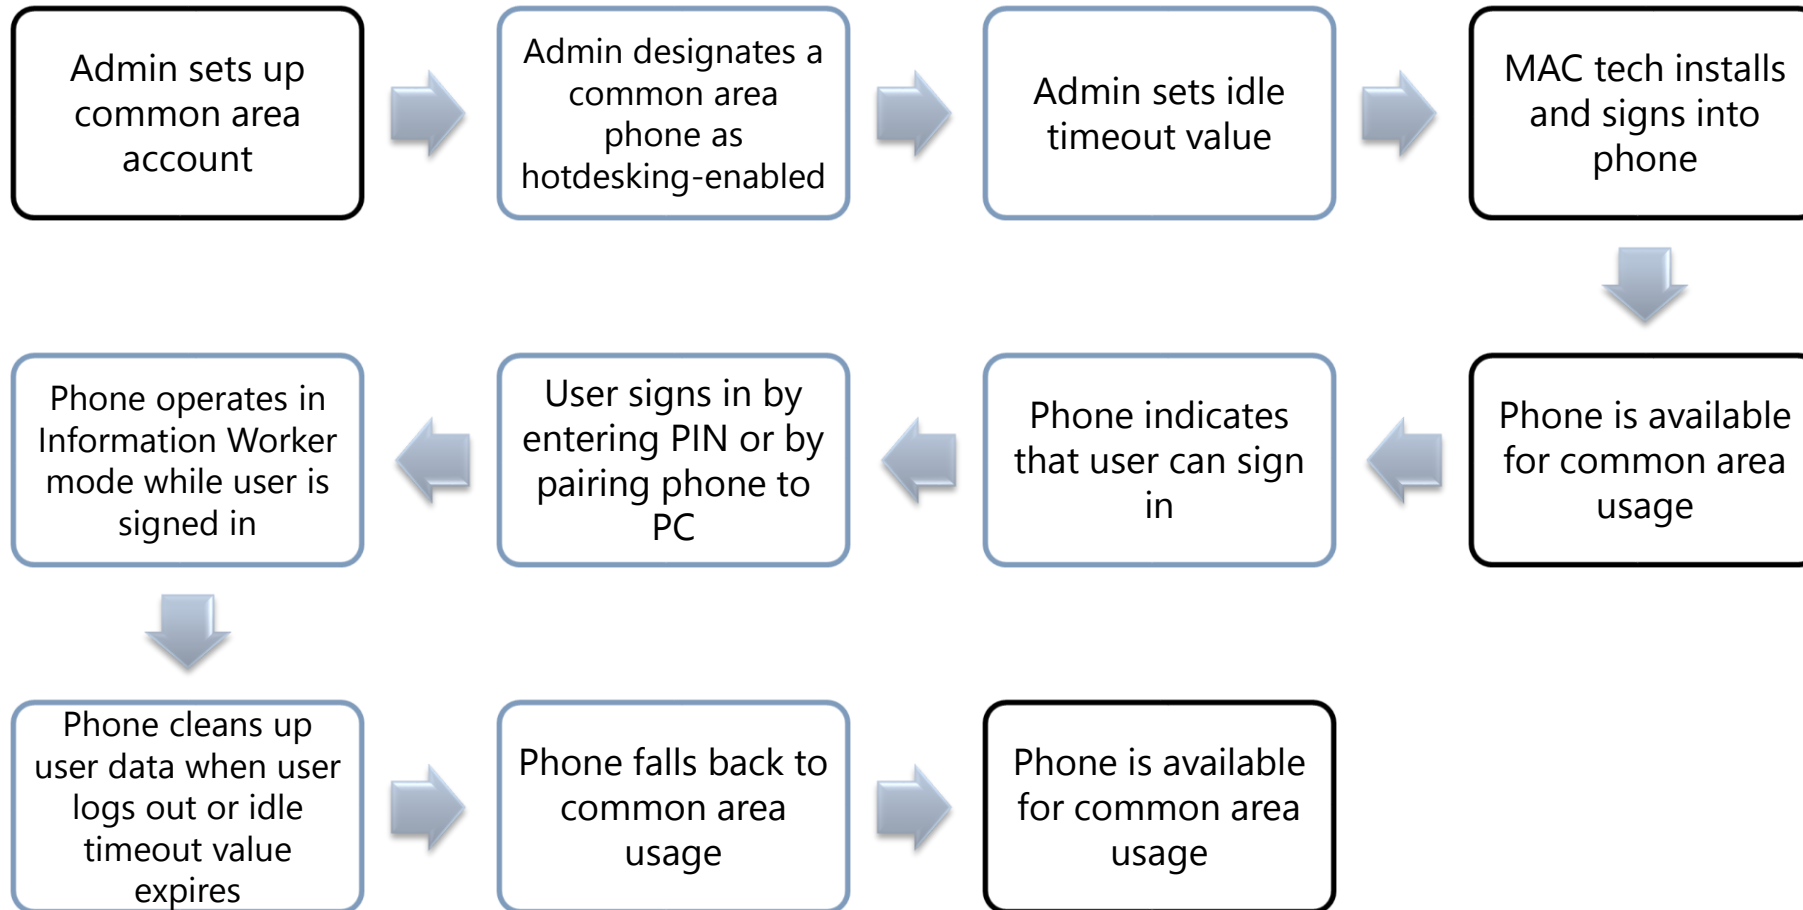 Admin sets up
common area
account
Admin designates a
common area
phone as
hotdesking-enabled
Admin sets idle
timeout value
MAC tech installs
and signs into
phone
Phone is available
for common area
usage
Phone indicates
that user can sign
in
User signs in by
entering PIN or by
pairing phone to
PC
Phone operates in
Information Worker
mode while user is
signed in
Phone cleans up
user data when user
logs out or idle
timeout value
expires
Phone falls back to
common area
usage
Phone is available
for common area
usage